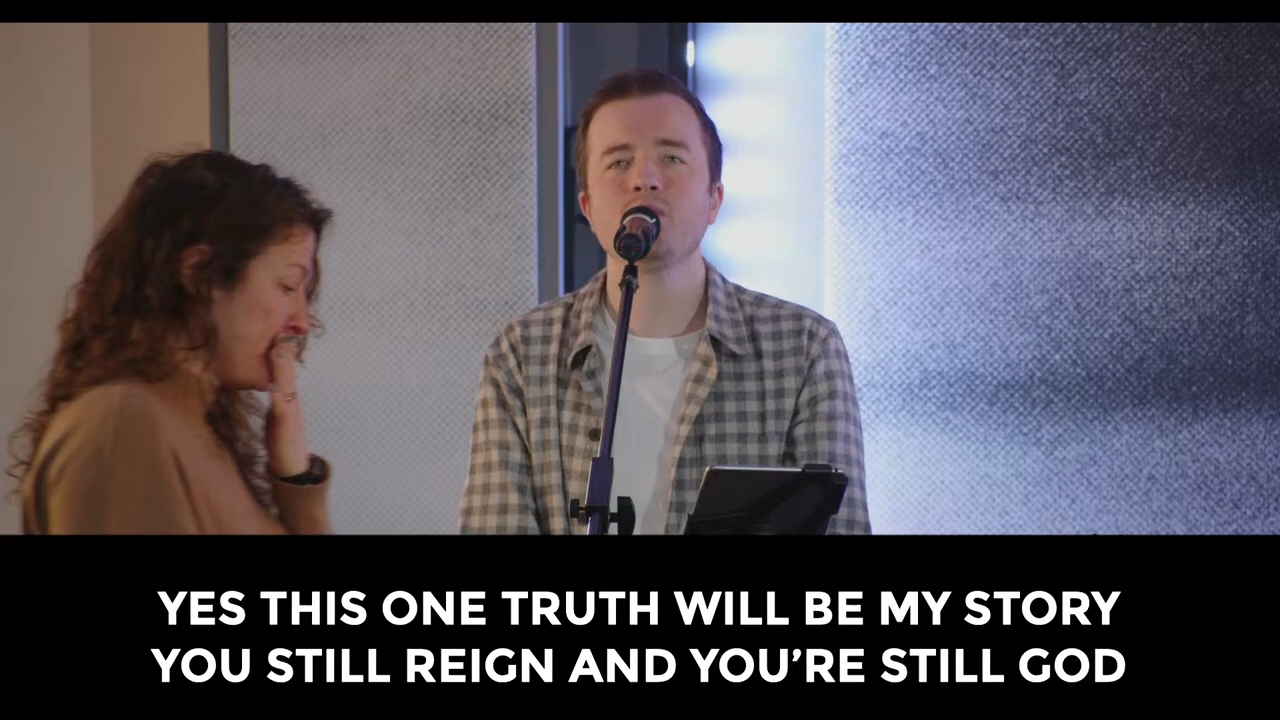 YES THIS ONE TRUTH WILL BE MY STORY
YOU STILL REIGN AND YOU’RE STILL GOD